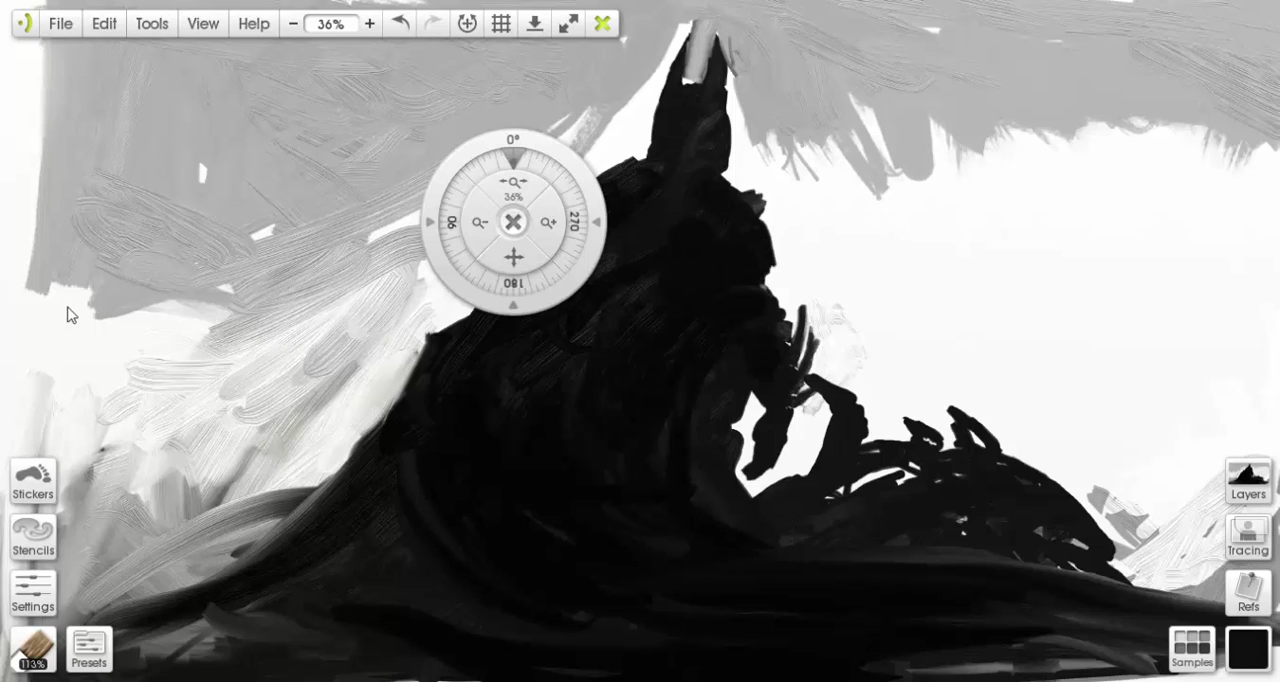 File Edit Tools View Help − 36% +
0°
36%
90 270
180
Stickers
Stencils
Settings
113% Presets
Layers
Tracing
Refs
Samples